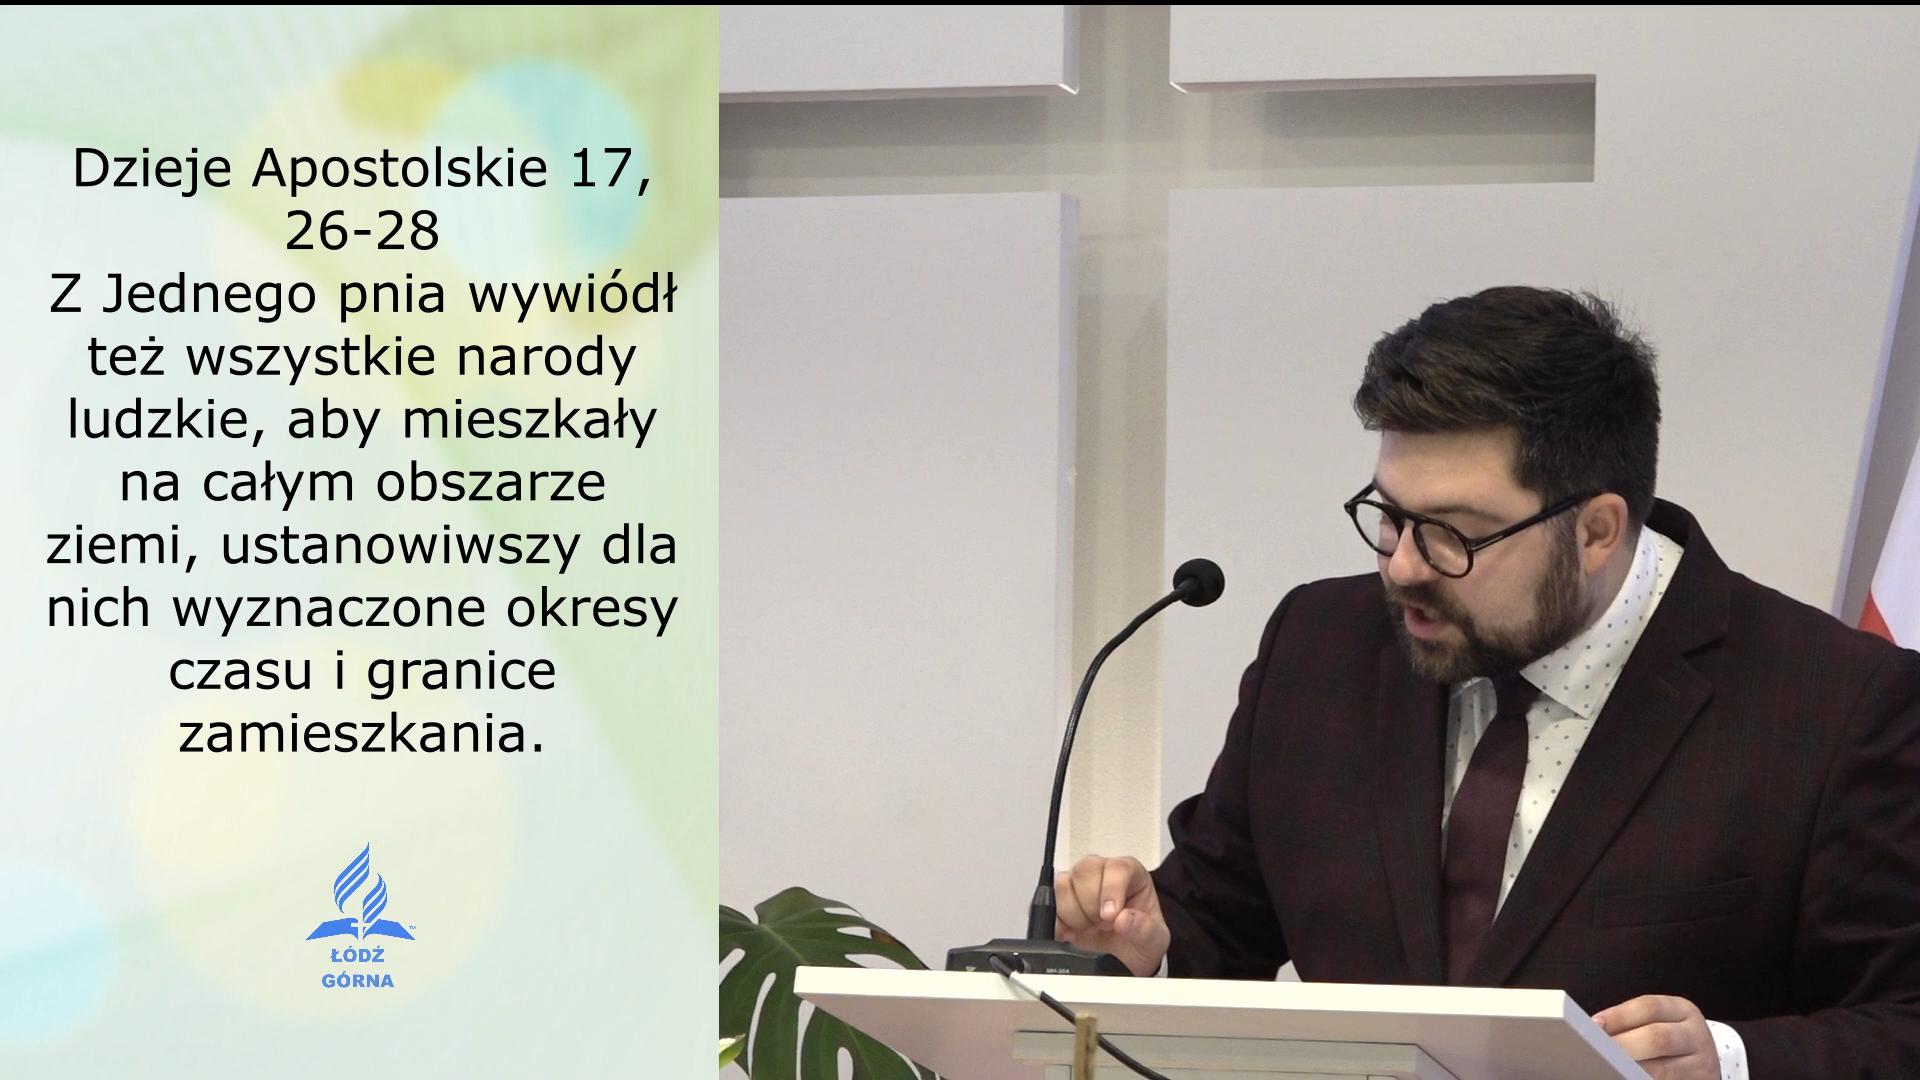 Dzieje Apostolskie 17,
26-28
Z Jednego pnia wywiódł
też wszystkie narody
ludzkie, aby mieszkały
na całym obszarze
ziemi, ustanowiwszy dla
nich wyznaczone okresy
czasu i granice
zamieszkania.
ŁÓDŹ
GÓRNA